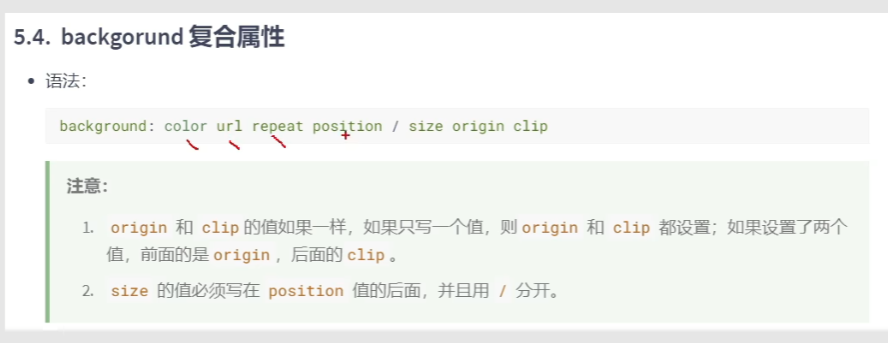 5.4. backgorund 复合属性
• 语法：
background: color url repeat position / size origin clip
注意：
1. origin 和 clip 的值如果一样，如果只写一个值，则 origin 和 clip 都设置；如果设置了两个
值，前面的是 origin ，后面的 clip 。
2. size 的值必须写在 position 值的后面，并且用 / 分开。